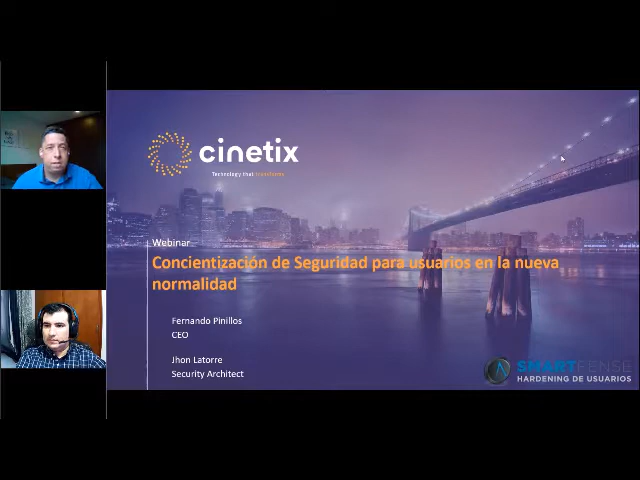 cinetix
Technology that transforms
Webinar
Concientización de Seguridad para usuarios en la nueva
normalidad
Fernando Pinillos
CEO
Jhon Latorre
Security Architect
SMARTFENSE
HARDENING DE USUARIOS